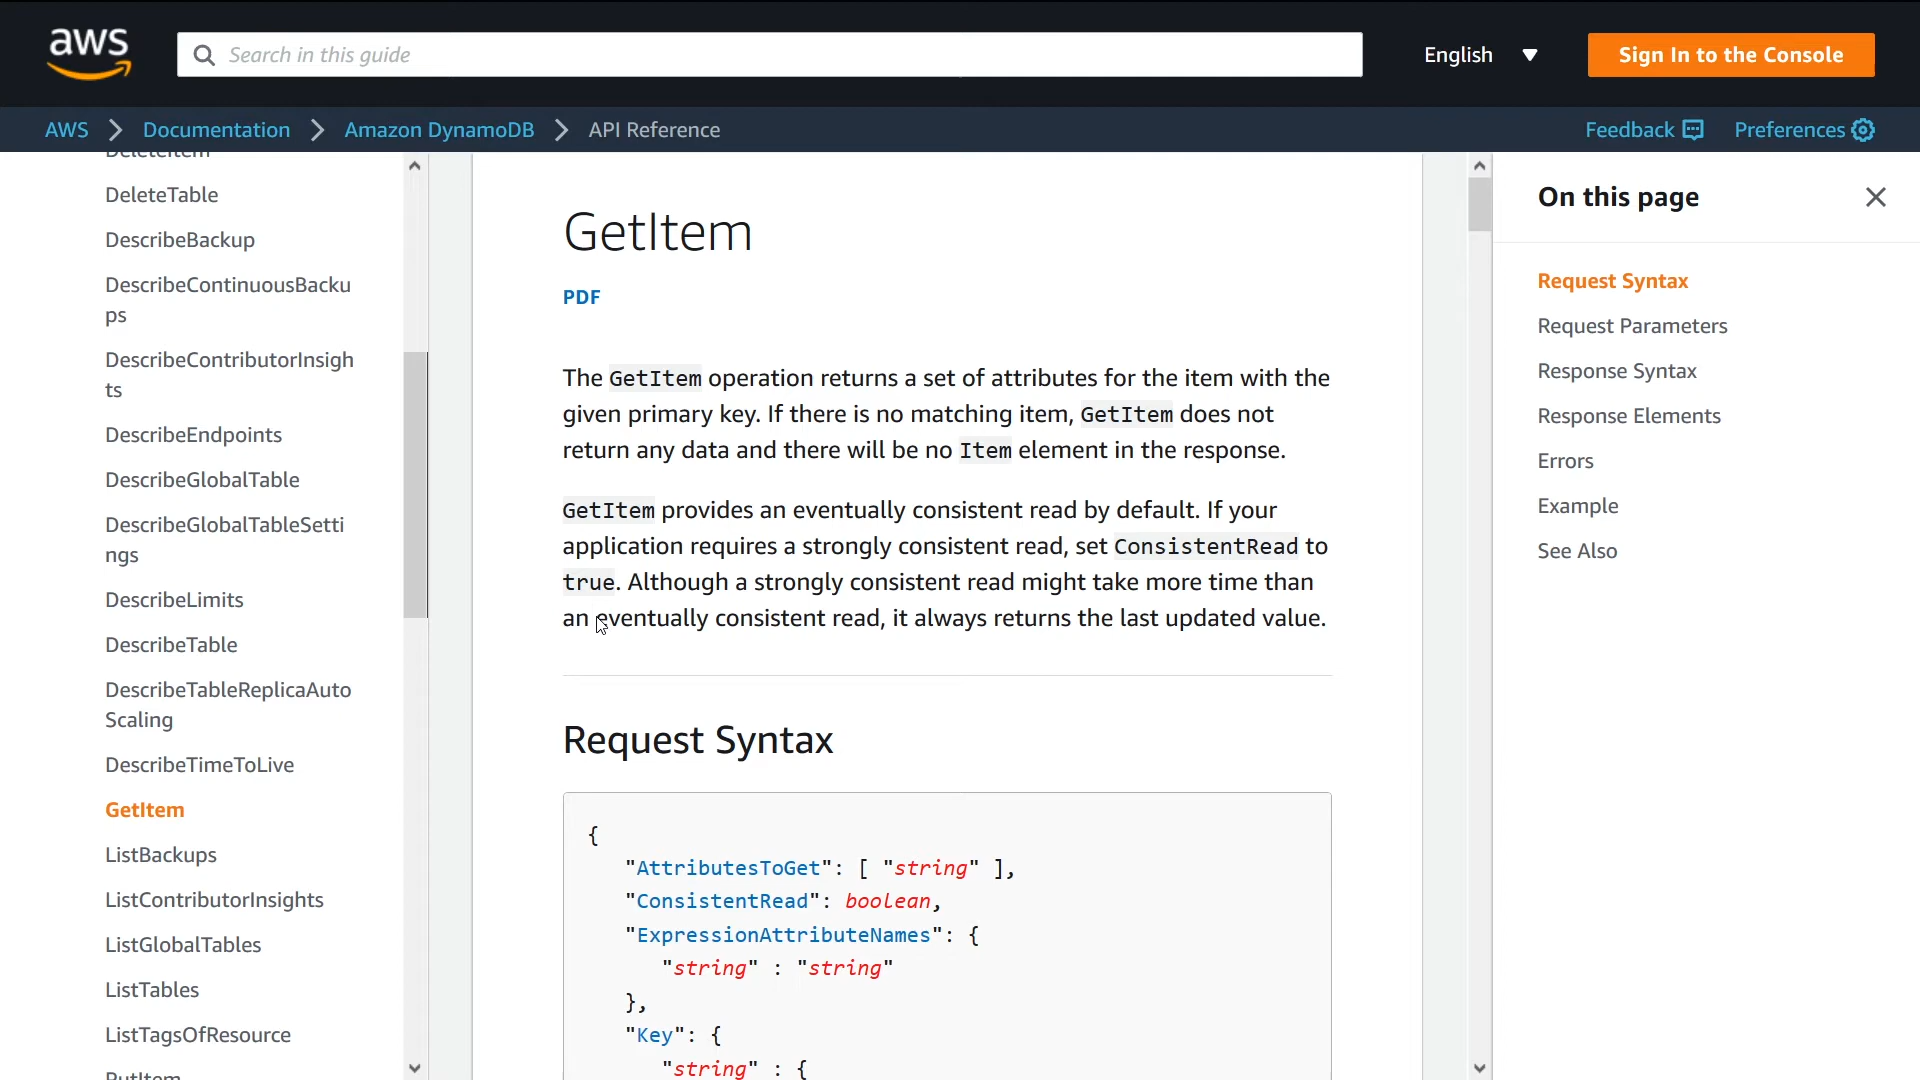 aws
Search in this guide
English
Sign In to the Console
AWS
Documentation
Amazon DynamoDB
API Reference
Feedback
Preferences
DeleteItem
DeleteTable
DescribeBackup
DescribeContinuousBacku
ps
DescribeContributorInsigh
ts
DescribeEndpoints
DescribeGlobalTable
DescribeGlobalTableSetti
ngs
DescribeLimits
DescribeTable
DescribeTableReplicaAuto
Scaling
DescribeTimeToLive
GetItem
ListBackups
ListContributorInsights
ListGlobalTables
ListTables
ListTagsOfResource
PutItem
GetItem
PDF
The GetItem operation returns a set of attributes for the item with the
given primary key. If there is no matching item, GetItem does not
return any data and there will be no Item element in the response.
GetItem provides an eventually consistent read by default. If your
application requires a strongly consistent read, set ConsistentRead to
true. Although a strongly consistent read might take more time than
an eventually consistent read, it always returns the last updated value.
Request Syntax
{
"AttributesToGet": [ "string" ],
"ConsistentRead": boolean,
"ExpressionAttributeNames": {
"string" : "string"
},
"Key": {
"string" : {
On this page
Request Syntax
Request Parameters
Response Syntax
Response Elements
Errors
Example
See Also